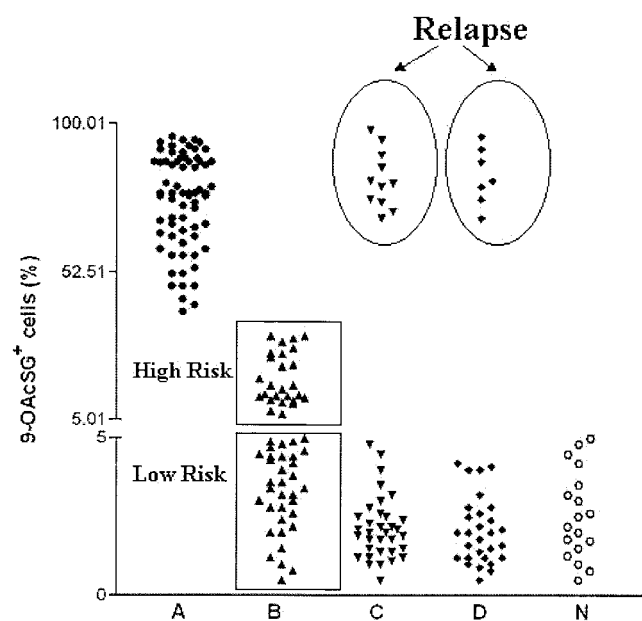 Relapse
100.01
52.51
High Risk
5.01
5
Low Risk
0
9-OAcSG+ cells (%)
A B C D N